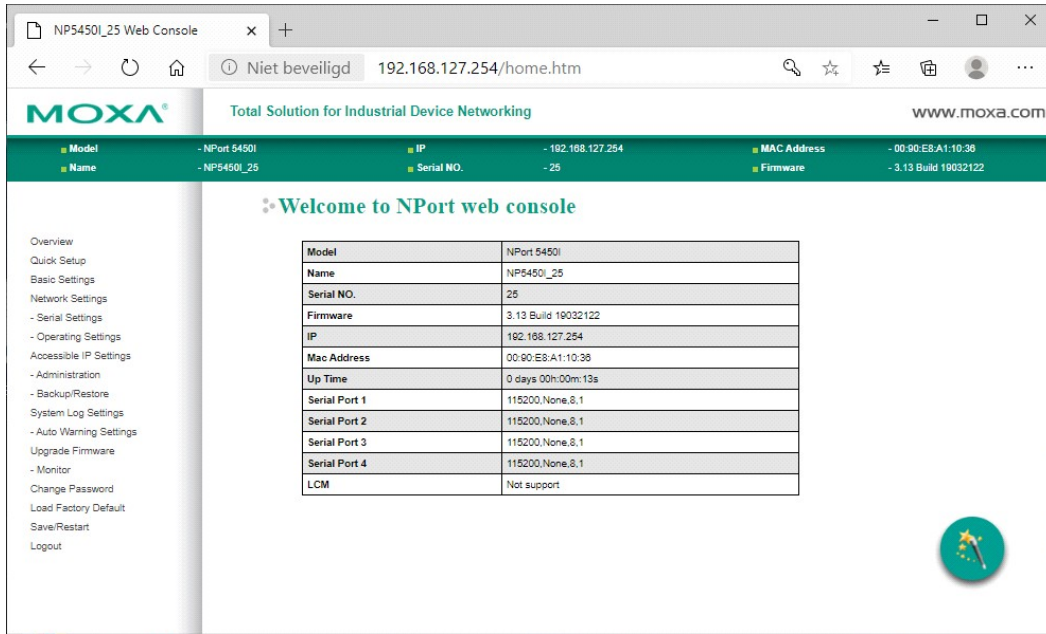 NP5450I_25 Web Console
Niet beveiligd 192.168.127.254/home.htm
MOXA®
Total Solution for Industrial Device Networking
www.moxa.com
Model - NPort 5450I IP - 192.168.127.254 MAC Address - 00:90:E8:A1:10:36
Name - NP5450I_25 Serial NO. - 25 Firmware - 3.13 Build 19032122
Welcome to NPort web console
Overview
Quick Setup
Basic Settings
Network Settings
- Serial Settings
- Operating Settings
Accessible IP Settings
- Administration
- Backup/Restore
System Log Settings
- Auto Warning Settings
Upgrade Firmware
- Monitor
Change Password
Load Factory Default
Save/Restart
Logout
Model NPort 5450I
Name NP5450I_25
Serial NO. 25
Firmware 3.13 Build 19032122
IP 192.168.127.254
Mac Address 00:90:E8:A1:10:36
Up Time 0 days 00h:00m:13s
Serial Port 1 115200,None,8,1
Serial Port 2 115200,None,8,1
Serial Port 3 115200,None,8,1
Serial Port 4 115200,None,8,1
LCM Not support